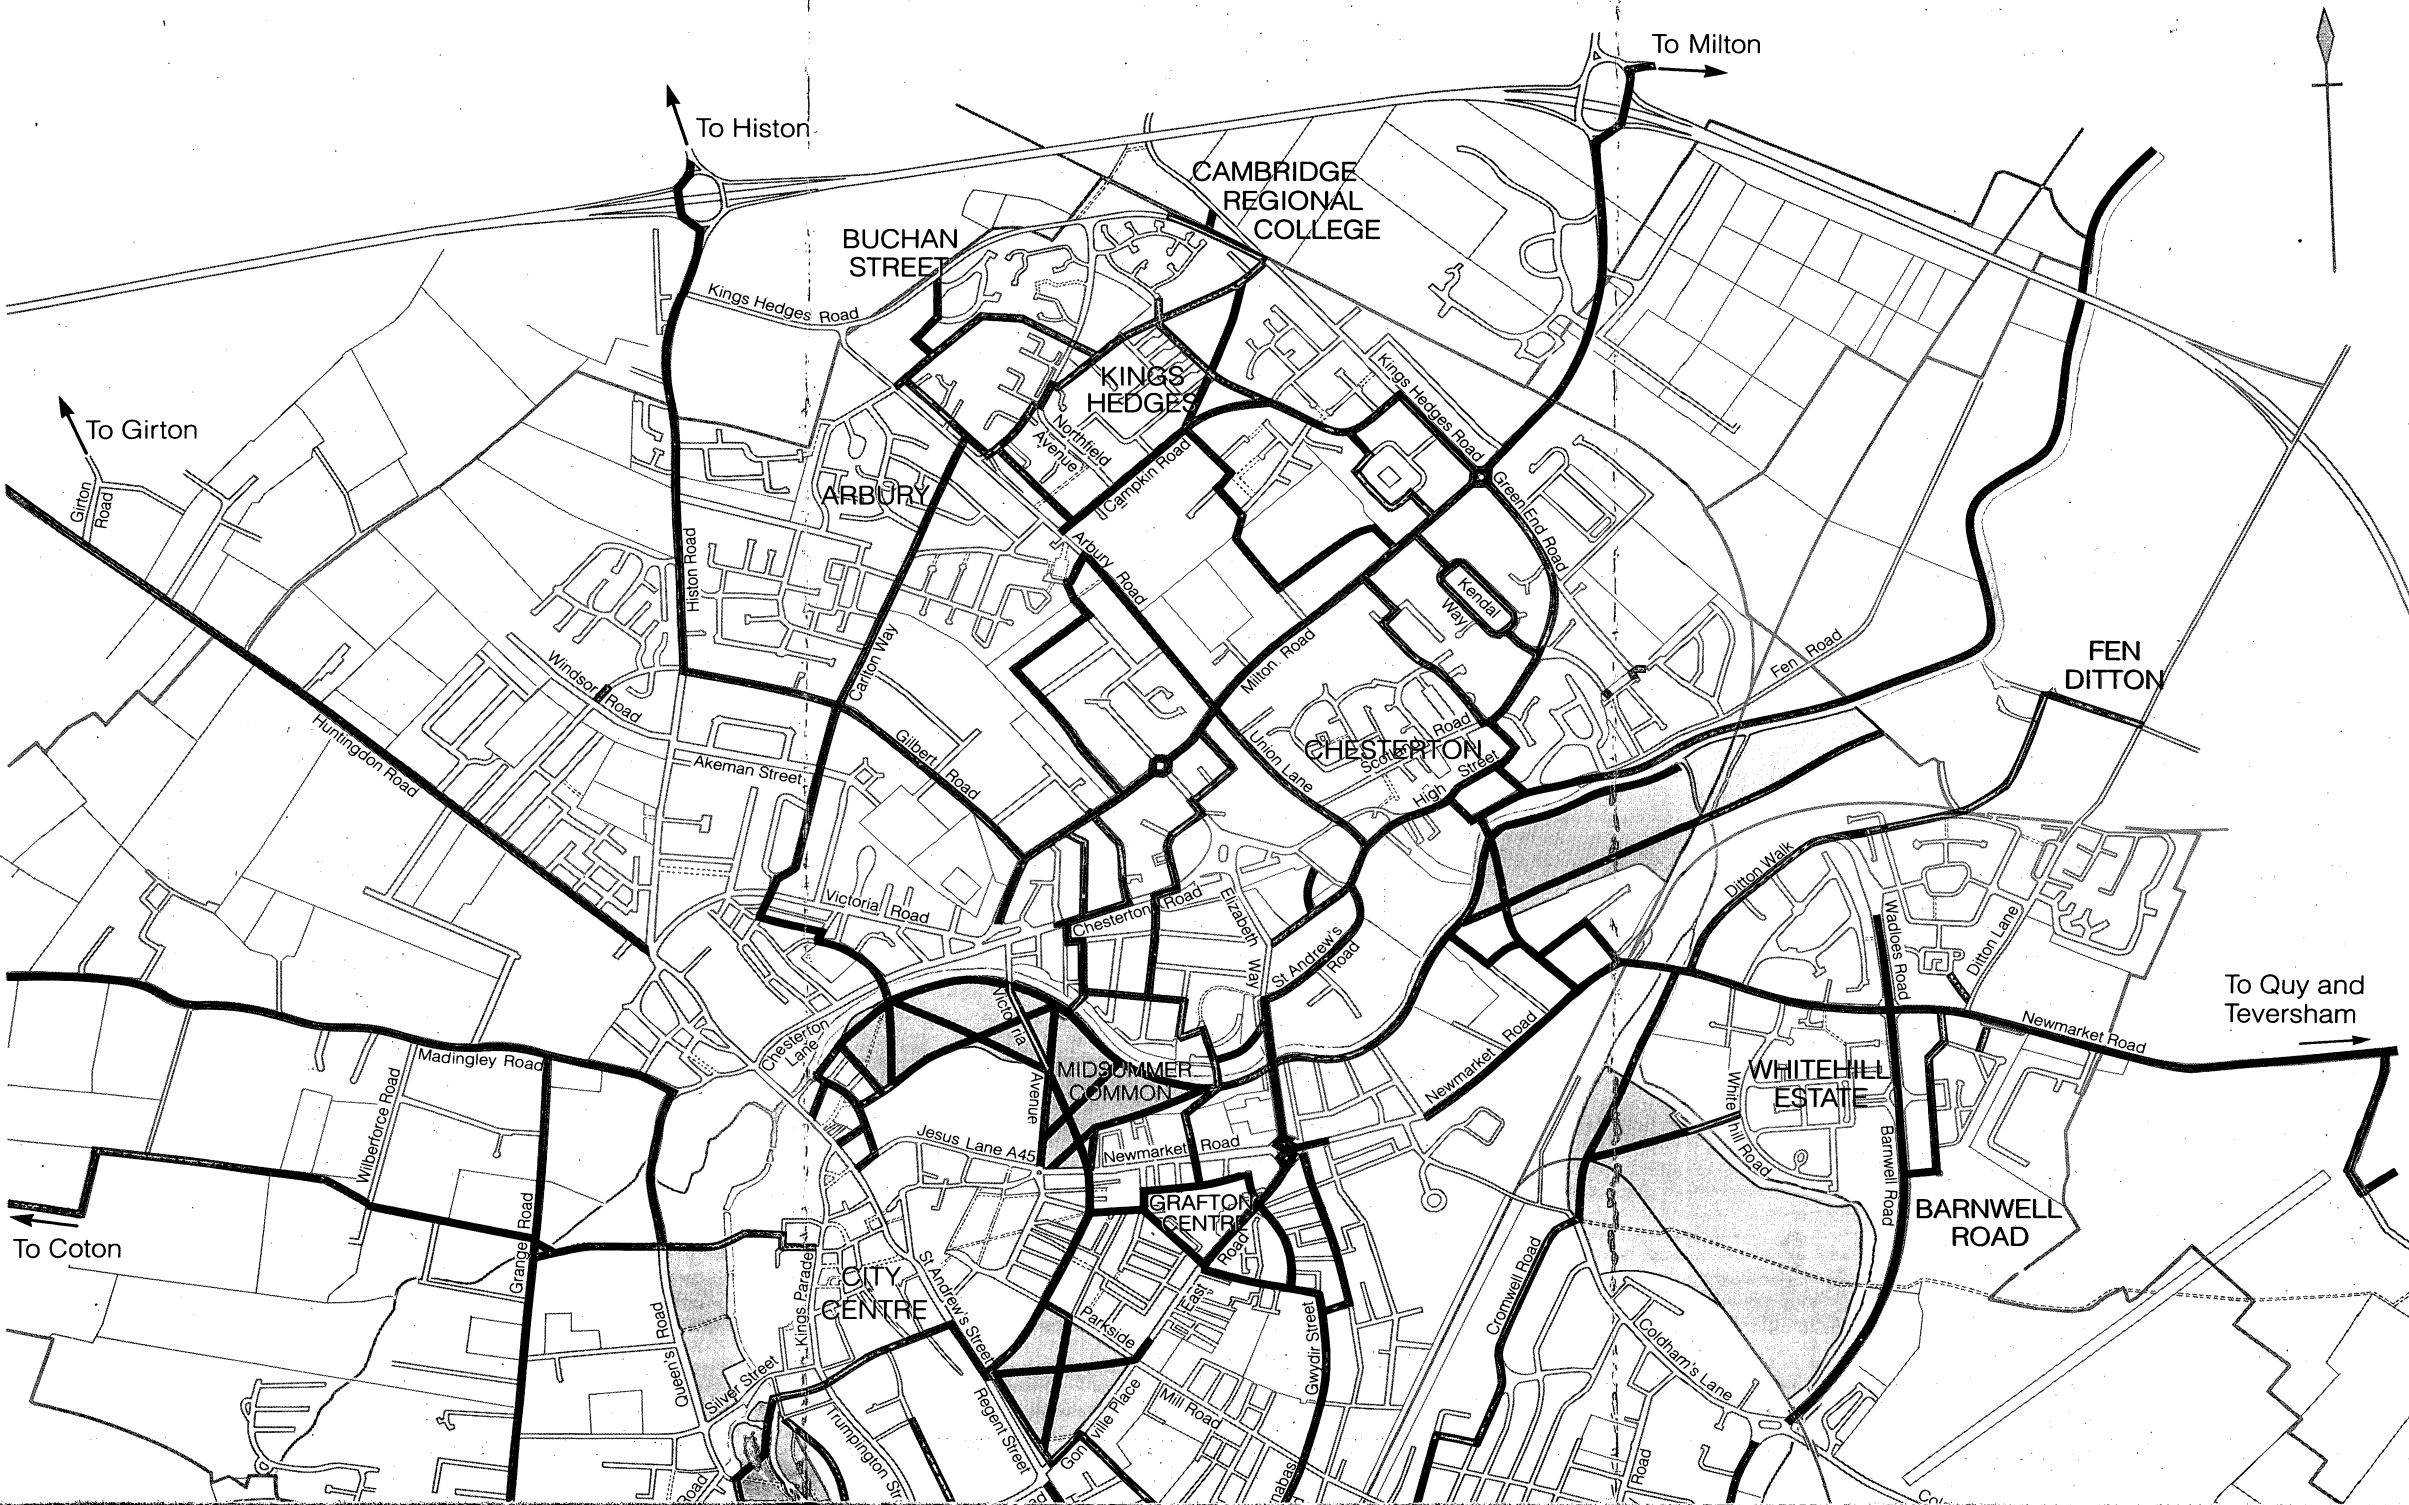 To Milton
To Histon
CAMBRIDGE
REGIONAL
COLLEGE
BUCHAN
STREET
Kings Hedges Road
KINGS
HEDGES
Kings Hedges Road
To Girton
Girton
Road
Northfield
Avenue
Campkin Road
ARBURY
Green End Road
Histon Road
Arbury Road
Kendal
Way
Carlton Way
Milton Road
Fen Road
FEN
DITTON
Windsor Road
Huntingdon Road
Gilbert Road
Akeman Street
Union Lane
CHESTERTON
Scotland Road
High Street
Ditton Walk
Victoria Road
Chesterton Road
Elizabeth
Way
St Andrew's
Road
Wadloes Road
Ditton Lane
To Quy and
Teversham
Newmarket Road
Victoria
Avenue
Chesterton
Lane
MIDSUMMER
COMMON
Madingley Road
Wilberforce Road
Newmarket Road
WHITEHILL
ESTATE
Whitehill Road
Barnwell Road
Jesus Lane A45
Newmarket Road
GRAFTON
CENTRE
BARNWELL
ROAD
To Coton
Grange Road
CITY
CENTRE
Kings Parade
St Andrew's Street
East
Road
Parkside
Gwydir Street
Cromwell Road
Coldham's Lane
Queen's Road
Silver Street
Trumpington Str
Regent Street
Gonville Place
Mill Road
Road
Road
nabas
Col